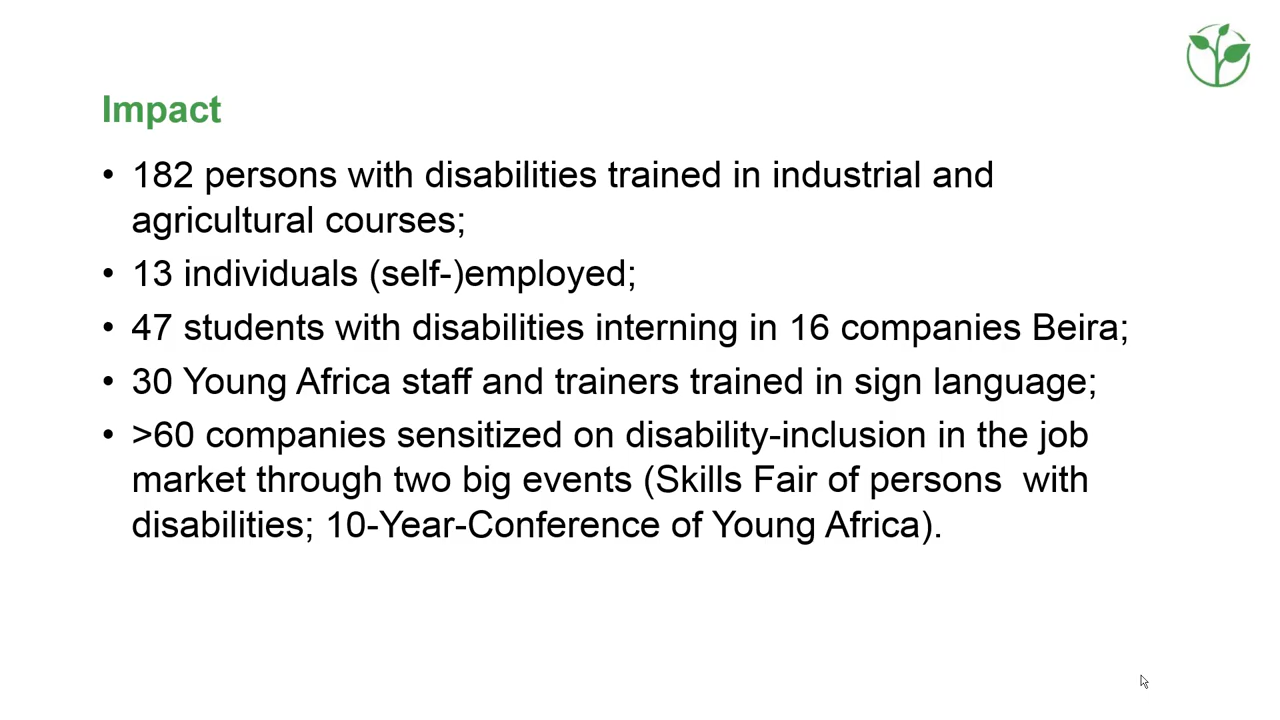 Impact
• 182 persons with disabilities trained in industrial and
agricultural courses;
• 13 individuals (self-)employed;
• 47 students with disabilities interning in 16 companies Beira;
• 30 Young Africa staff and trainers trained in sign language;
• >60 companies sensitized on disability-inclusion in the job
market through two big events (Skills Fair of persons  with
disabilities; 10-Year-Conference of Young Africa).